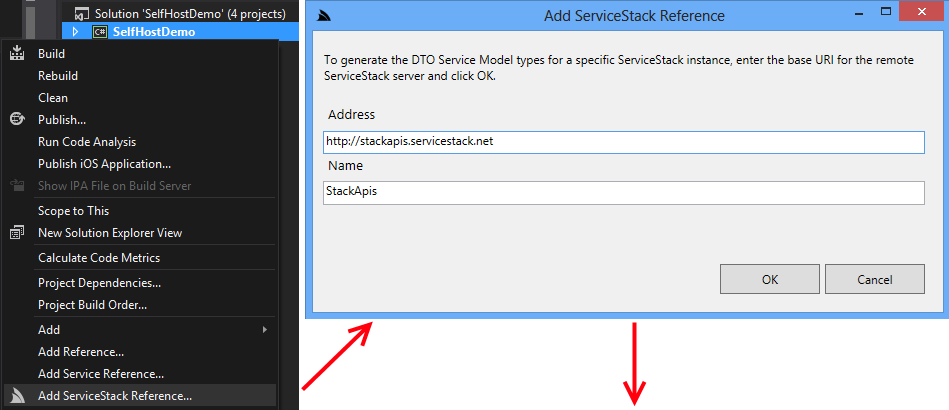 Solution 'SelfHostDemo' (4 projects)
C# SelfHostDemo
Build
Rebuild
Clean
Publish...
Run Code Analysis
Publish iOS Application...
Show IPA File on Build Server
Scope to This
New Solution Explorer View
Calculate Code Metrics
Project Dependencies...
Project Build Order...
Add
Add Reference...
Add Service Reference...
Add ServiceStack Reference...
Add ServiceStack Reference
To generate the DTO Service Model types for a specific ServiceStack instance, enter the base URI for the remote
ServiceStack server and click OK.
Address
http://stackapis.servicestack.net
Name
StackApis
OK
Cancel